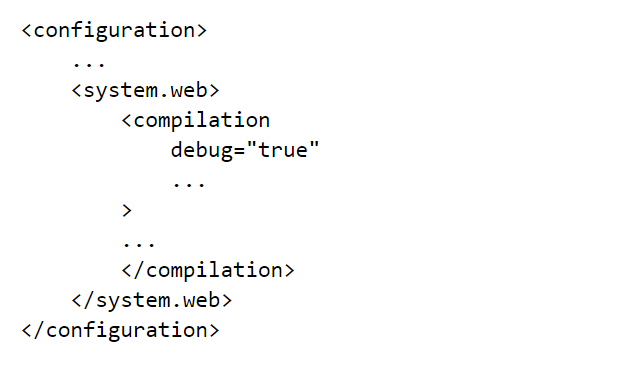 <configuration>
...
<system.web>
<compilation
debug="true"
...
>
...
</compilation>
</system.web>
</configuration>